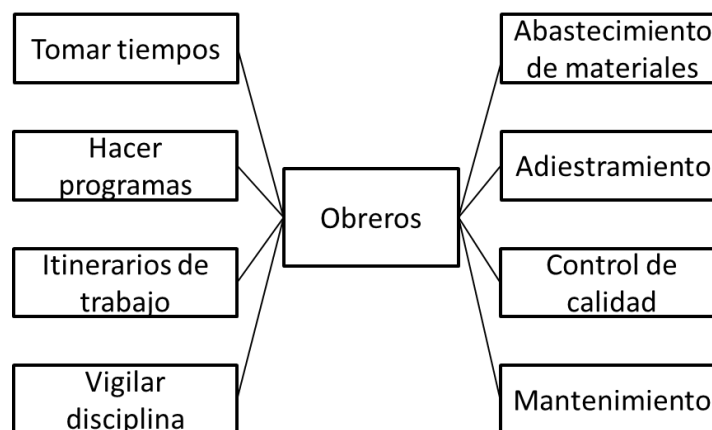 Tomar tiempos
Hacer
programas
Itinerarios de
trabajo
Vigilar
disciplina
Obreros
Abastecimiento
de materiales
Adiestramiento
Control de
calidad
Mantenimiento